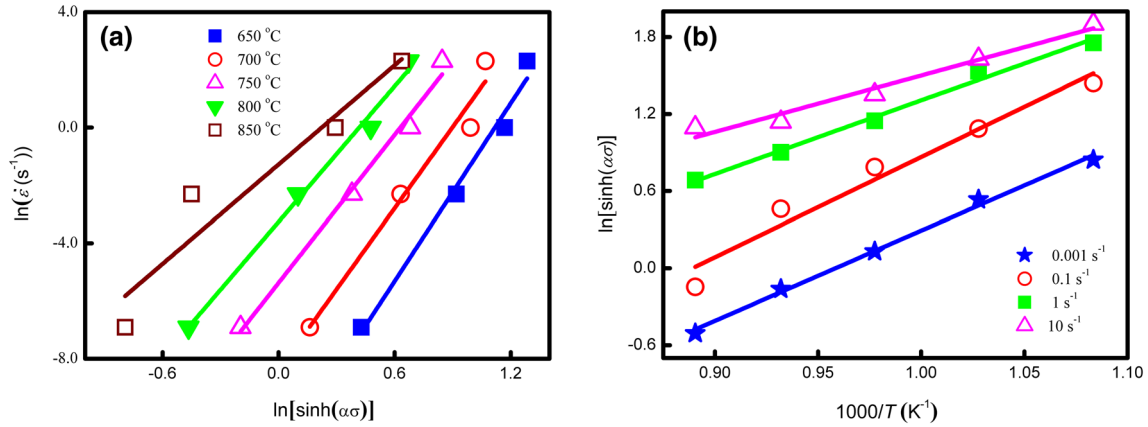 (a)
4.0
0.0
-4.0
-8.0
ln(ε̇ (s⁻¹))
650 °C
700 °C
750 °C
800 °C
850 °C
-0.6
0.0
0.6
1.2
ln[sinh(ασ)]
(b)
1.8
1.2
0.6
0.0
-0.6
ln[sinh(ασ)]
0.001 s⁻¹
0.1 s⁻¹
1 s⁻¹
10 s⁻¹
0.90
0.95
1.00
1.05
1.10
1000/T (K⁻¹)